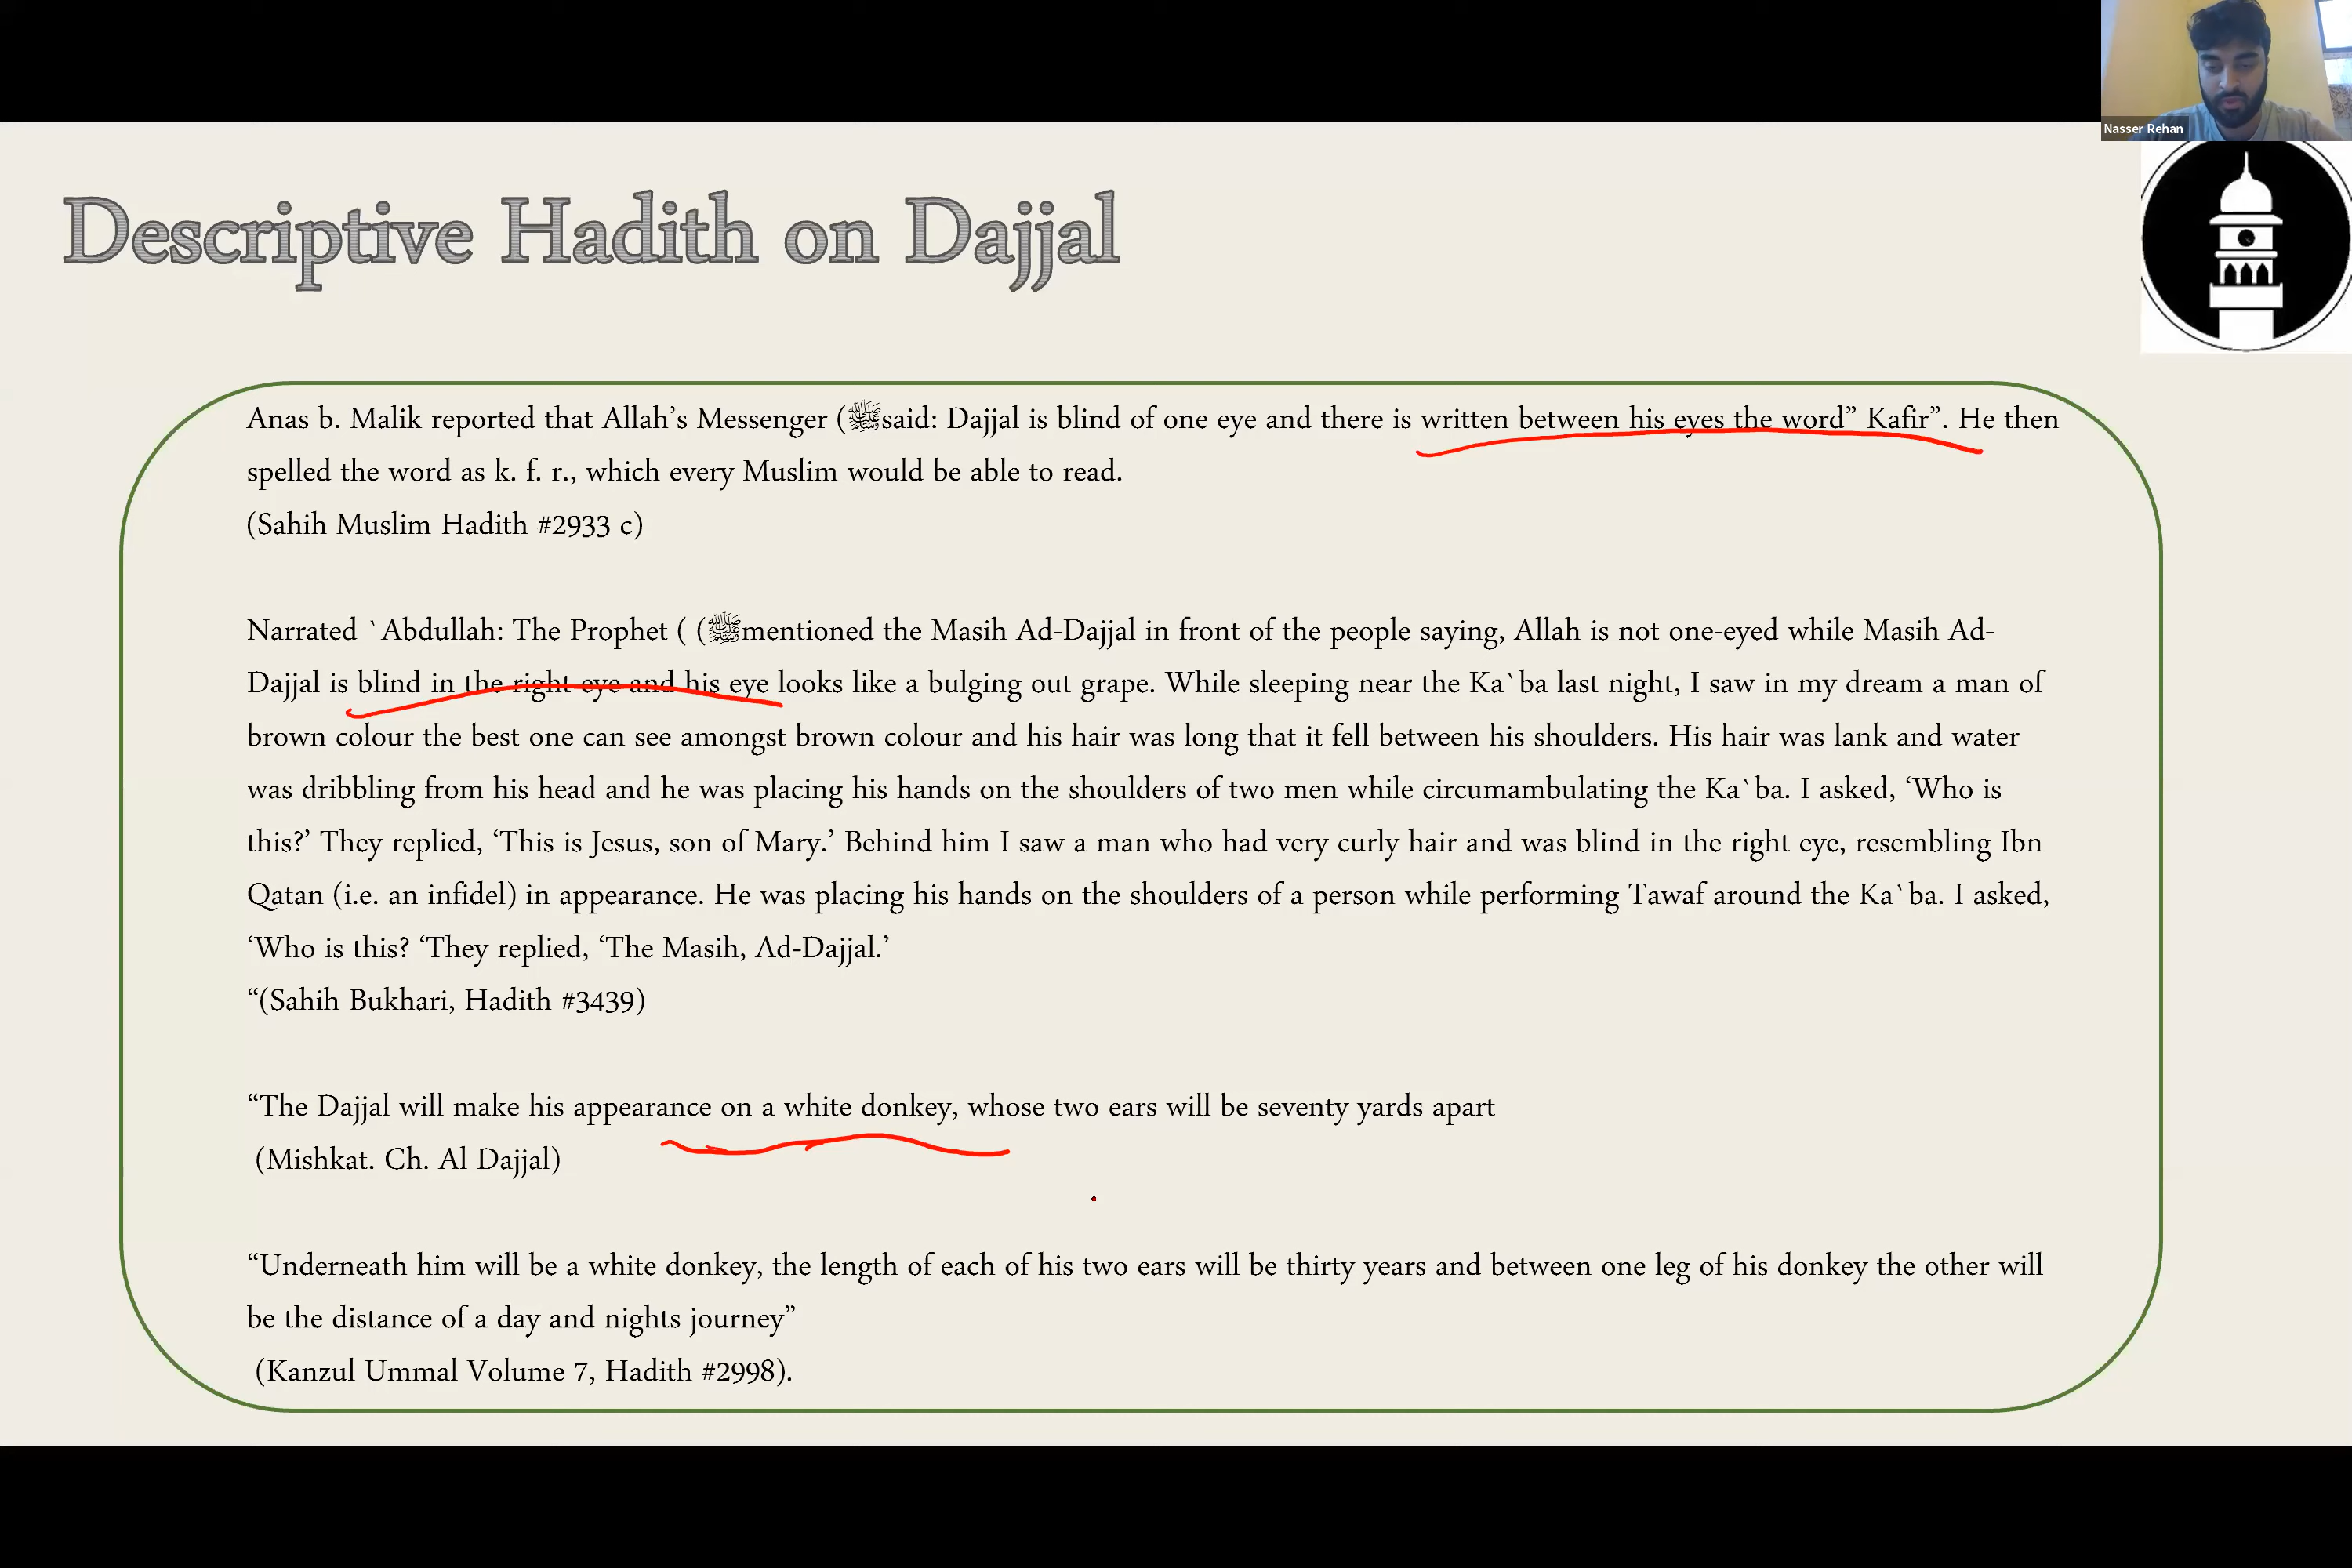 Nasser Rehan
Descriptive Hadith on Dajjal
Anas b. Malik reported that Allah’s Messenger (ﷺsaid: Dajjal is blind of one eye and there is written between his eyes the word” Kafir”. He then
spelled the word as k. f. r., which every Muslim would be able to read.
(Sahih Muslim Hadith #2933 c)
Narrated `Abdullah: The Prophet ( (ﷺmentioned the Masih Ad-Dajjal in front of the people saying, Allah is not one-eyed while Masih Ad-
Dajjal is blind in the right eye and his eye looks like a bulging out grape. While sleeping near the Ka`ba last night, I saw in my dream a man of
brown colour the best one can see amongst brown colour and his hair was long that it fell between his shoulders. His hair was lank and water
was dribbling from his head and he was placing his hands on the shoulders of two men while circumambulating the Ka`ba. I asked, ‘Who is
this?’ They replied, ‘This is Jesus, son of Mary.’ Behind him I saw a man who had very curly hair and was blind in the right eye, resembling Ibn
Qatan (i.e. an infidel) in appearance. He was placing his hands on the shoulders of a person while performing Tawaf around the Ka`ba. I asked,
‘Who is this? ‘They replied, ‘The Masih, Ad-Dajjal.’
“(Sahih Bukhari, Hadith #3439)
“The Dajjal will make his appearance on a white donkey, whose two ears will be seventy yards apart
(Mishkat. Ch. Al Dajjal)
“Underneath him will be a white donkey, the length of each of his two ears will be thirty years and between one leg of his donkey the other will
be the distance of a day and nights journey”
(Kanzul Ummal Volume 7, Hadith #2998).